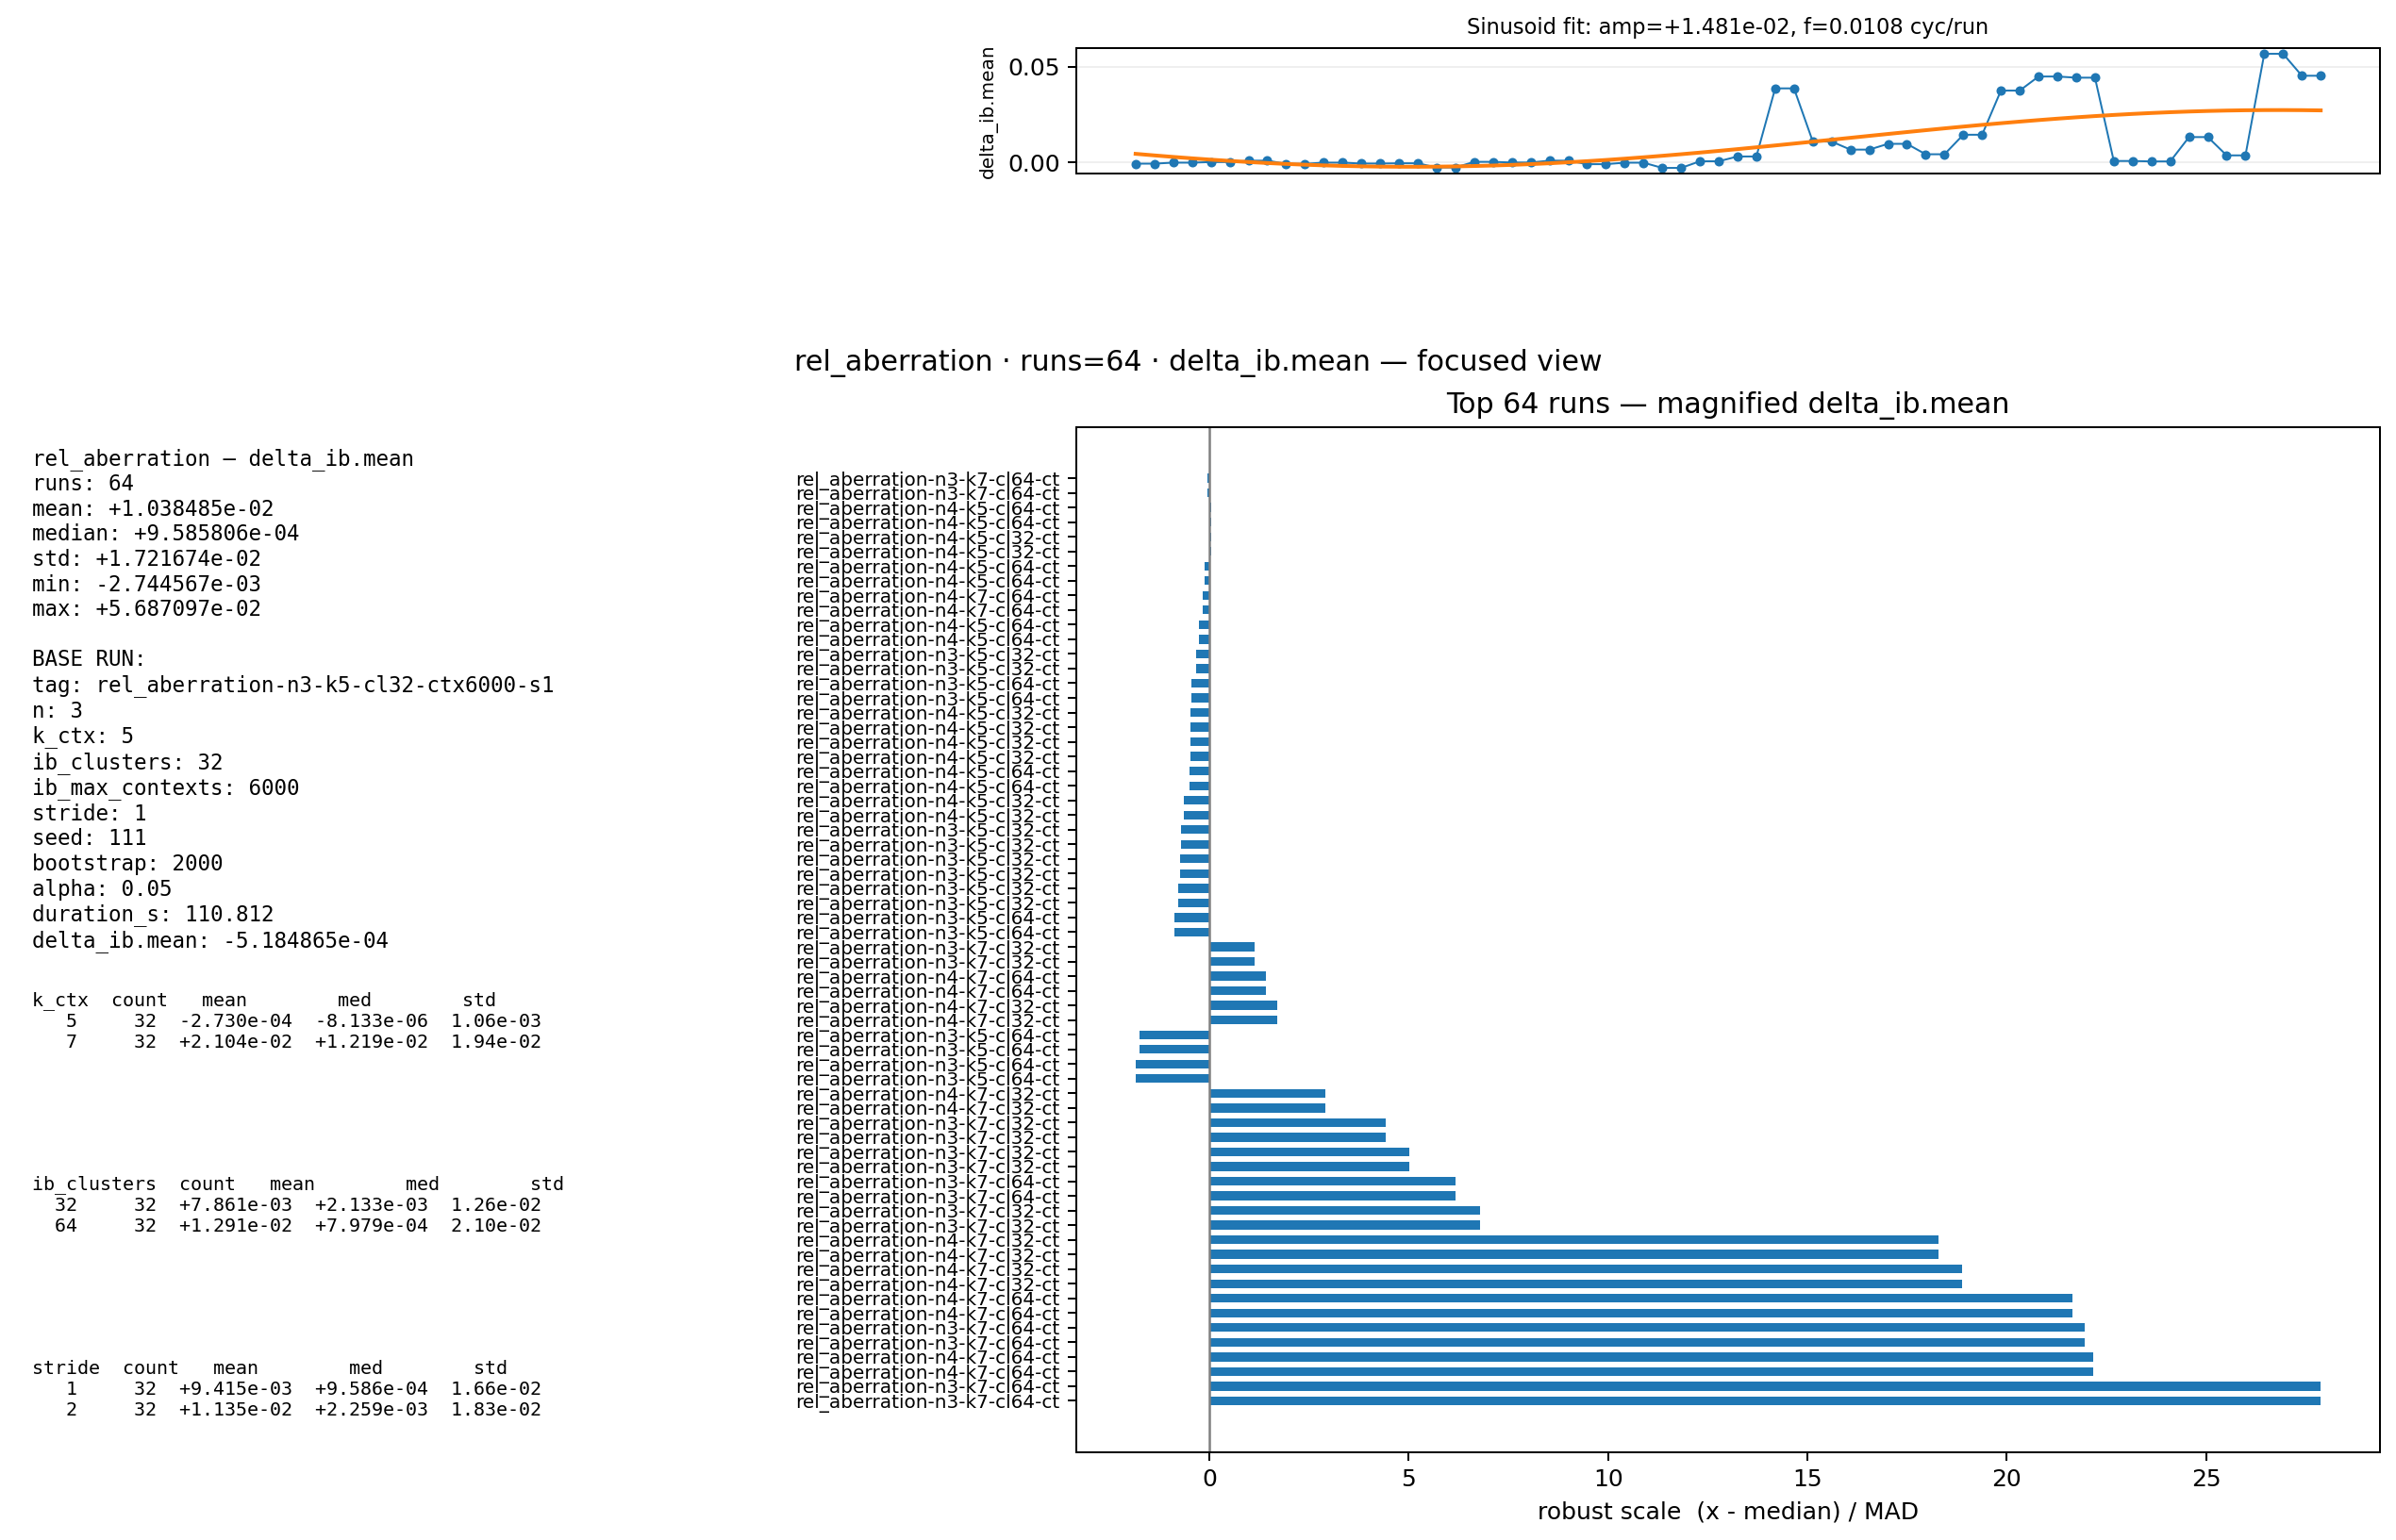 Sinusoid fit: amp=+1.481e-02, f=0.0108 cyc/run
delta_ib.mean
0.05
0.00
rel_aberration · runs=64 · delta_ib.mean — focused view
rel_aberration — delta_ib.mean
runs: 64
mean: +1.038485e-02
median: +9.585806e-04
std: +1.721674e-02
min: -2.744567e-03
max: +5.687097e-02
BASE RUN:
tag: rel_aberration-n3-k5-cl32-ctx6000-s1
n: 3
k_ctx: 5
ib_clusters: 32
ib_max_contexts: 6000
stride: 1
seed: 111
bootstrap: 2000
alpha: 0.05
duration_s: 110.812
delta_ib.mean: -5.184865e-04
k_ctx count mean med std
5 32 -2.730e-04 -8.133e-06 1.06e-03
7 32 +2.104e-02 +1.219e-02 1.94e-02
ib_clusters count mean med std
32 32 +7.861e-03 +2.133e-03 1.26e-02
64 32 +1.291e-02 +7.979e-04 2.10e-02
stride count mean med std
1 32 +9.415e-03 +9.586e-04 1.66e-02
2 32 +1.135e-02 +2.259e-03 1.83e-02
Top 64 runs — magnified delta_ib.mean
rel_aberration-n3-k7-cl64-ct
rel_aberration-n3-k7-cl64-ct
rel_aberration-n4-k5-cl64-ct
rel_aberration-n4-k5-cl64-ct
rel_aberration-n4-k5-cl32-ct
rel_aberration-n4-k5-cl32-ct
rel_aberration-n4-k5-cl64-ct
rel_aberration-n4-k5-cl64-ct
rel_aberration-n4-k7-cl64-ct
rel_aberration-n4-k7-cl64-ct
rel_aberration-n4-k5-cl64-ct
rel_aberration-n4-k5-cl64-ct
rel_aberration-n3-k5-cl32-ct
rel_aberration-n3-k5-cl32-ct
rel_aberration-n3-k5-cl64-ct
rel_aberration-n3-k5-cl64-ct
rel_aberration-n4-k5-cl32-ct
rel_aberration-n4-k5-cl32-ct
rel_aberration-n4-k5-cl32-ct
rel_aberration-n4-k5-cl32-ct
rel_aberration-n4-k5-cl64-ct
rel_aberration-n4-k5-cl64-ct
rel_aberration-n4-k5-cl32-ct
rel_aberration-n4-k5-cl32-ct
rel_aberration-n3-k5-cl32-ct
rel_aberration-n3-k5-cl32-ct
rel_aberration-n3-k5-cl32-ct
rel_aberration-n3-k5-cl32-ct
rel_aberration-n3-k5-cl32-ct
rel_aberration-n3-k5-cl32-ct
rel_aberration-n3-k5-cl64-ct
rel_aberration-n3-k5-cl64-ct
rel_aberration-n3-k7-cl32-ct
rel_aberration-n3-k7-cl32-ct
rel_aberration-n4-k7-cl64-ct
rel_aberration-n4-k7-cl64-ct
rel_aberration-n4-k7-cl32-ct
rel_aberration-n4-k7-cl32-ct
rel_aberration-n3-k5-cl64-ct
rel_aberration-n3-k5-cl64-ct
rel_aberration-n3-k5-cl64-ct
rel_aberration-n3-k5-cl64-ct
rel_aberration-n4-k7-cl32-ct
rel_aberration-n4-k7-cl32-ct
rel_aberration-n3-k7-cl32-ct
rel_aberration-n3-k7-cl32-ct
rel_aberration-n3-k7-cl32-ct
rel_aberration-n3-k7-cl32-ct
rel_aberration-n3-k7-cl64-ct
rel_aberration-n3-k7-cl64-ct
rel_aberration-n3-k7-cl32-ct
rel_aberration-n3-k7-cl32-ct
rel_aberration-n4-k7-cl32-ct
rel_aberration-n4-k7-cl32-ct
rel_aberration-n4-k7-cl32-ct
rel_aberration-n4-k7-cl32-ct
rel_aberration-n4-k7-cl64-ct
rel_aberration-n4-k7-cl64-ct
rel_aberration-n3-k7-cl64-ct
rel_aberration-n3-k7-cl64-ct
rel_aberration-n4-k7-cl64-ct
rel_aberration-n4-k7-cl64-ct
rel_aberration-n3-k7-cl64-ct
rel_aberration-n3-k7-cl64-ct
0 5 10 15 20 25
robust scale (x - median) / MAD